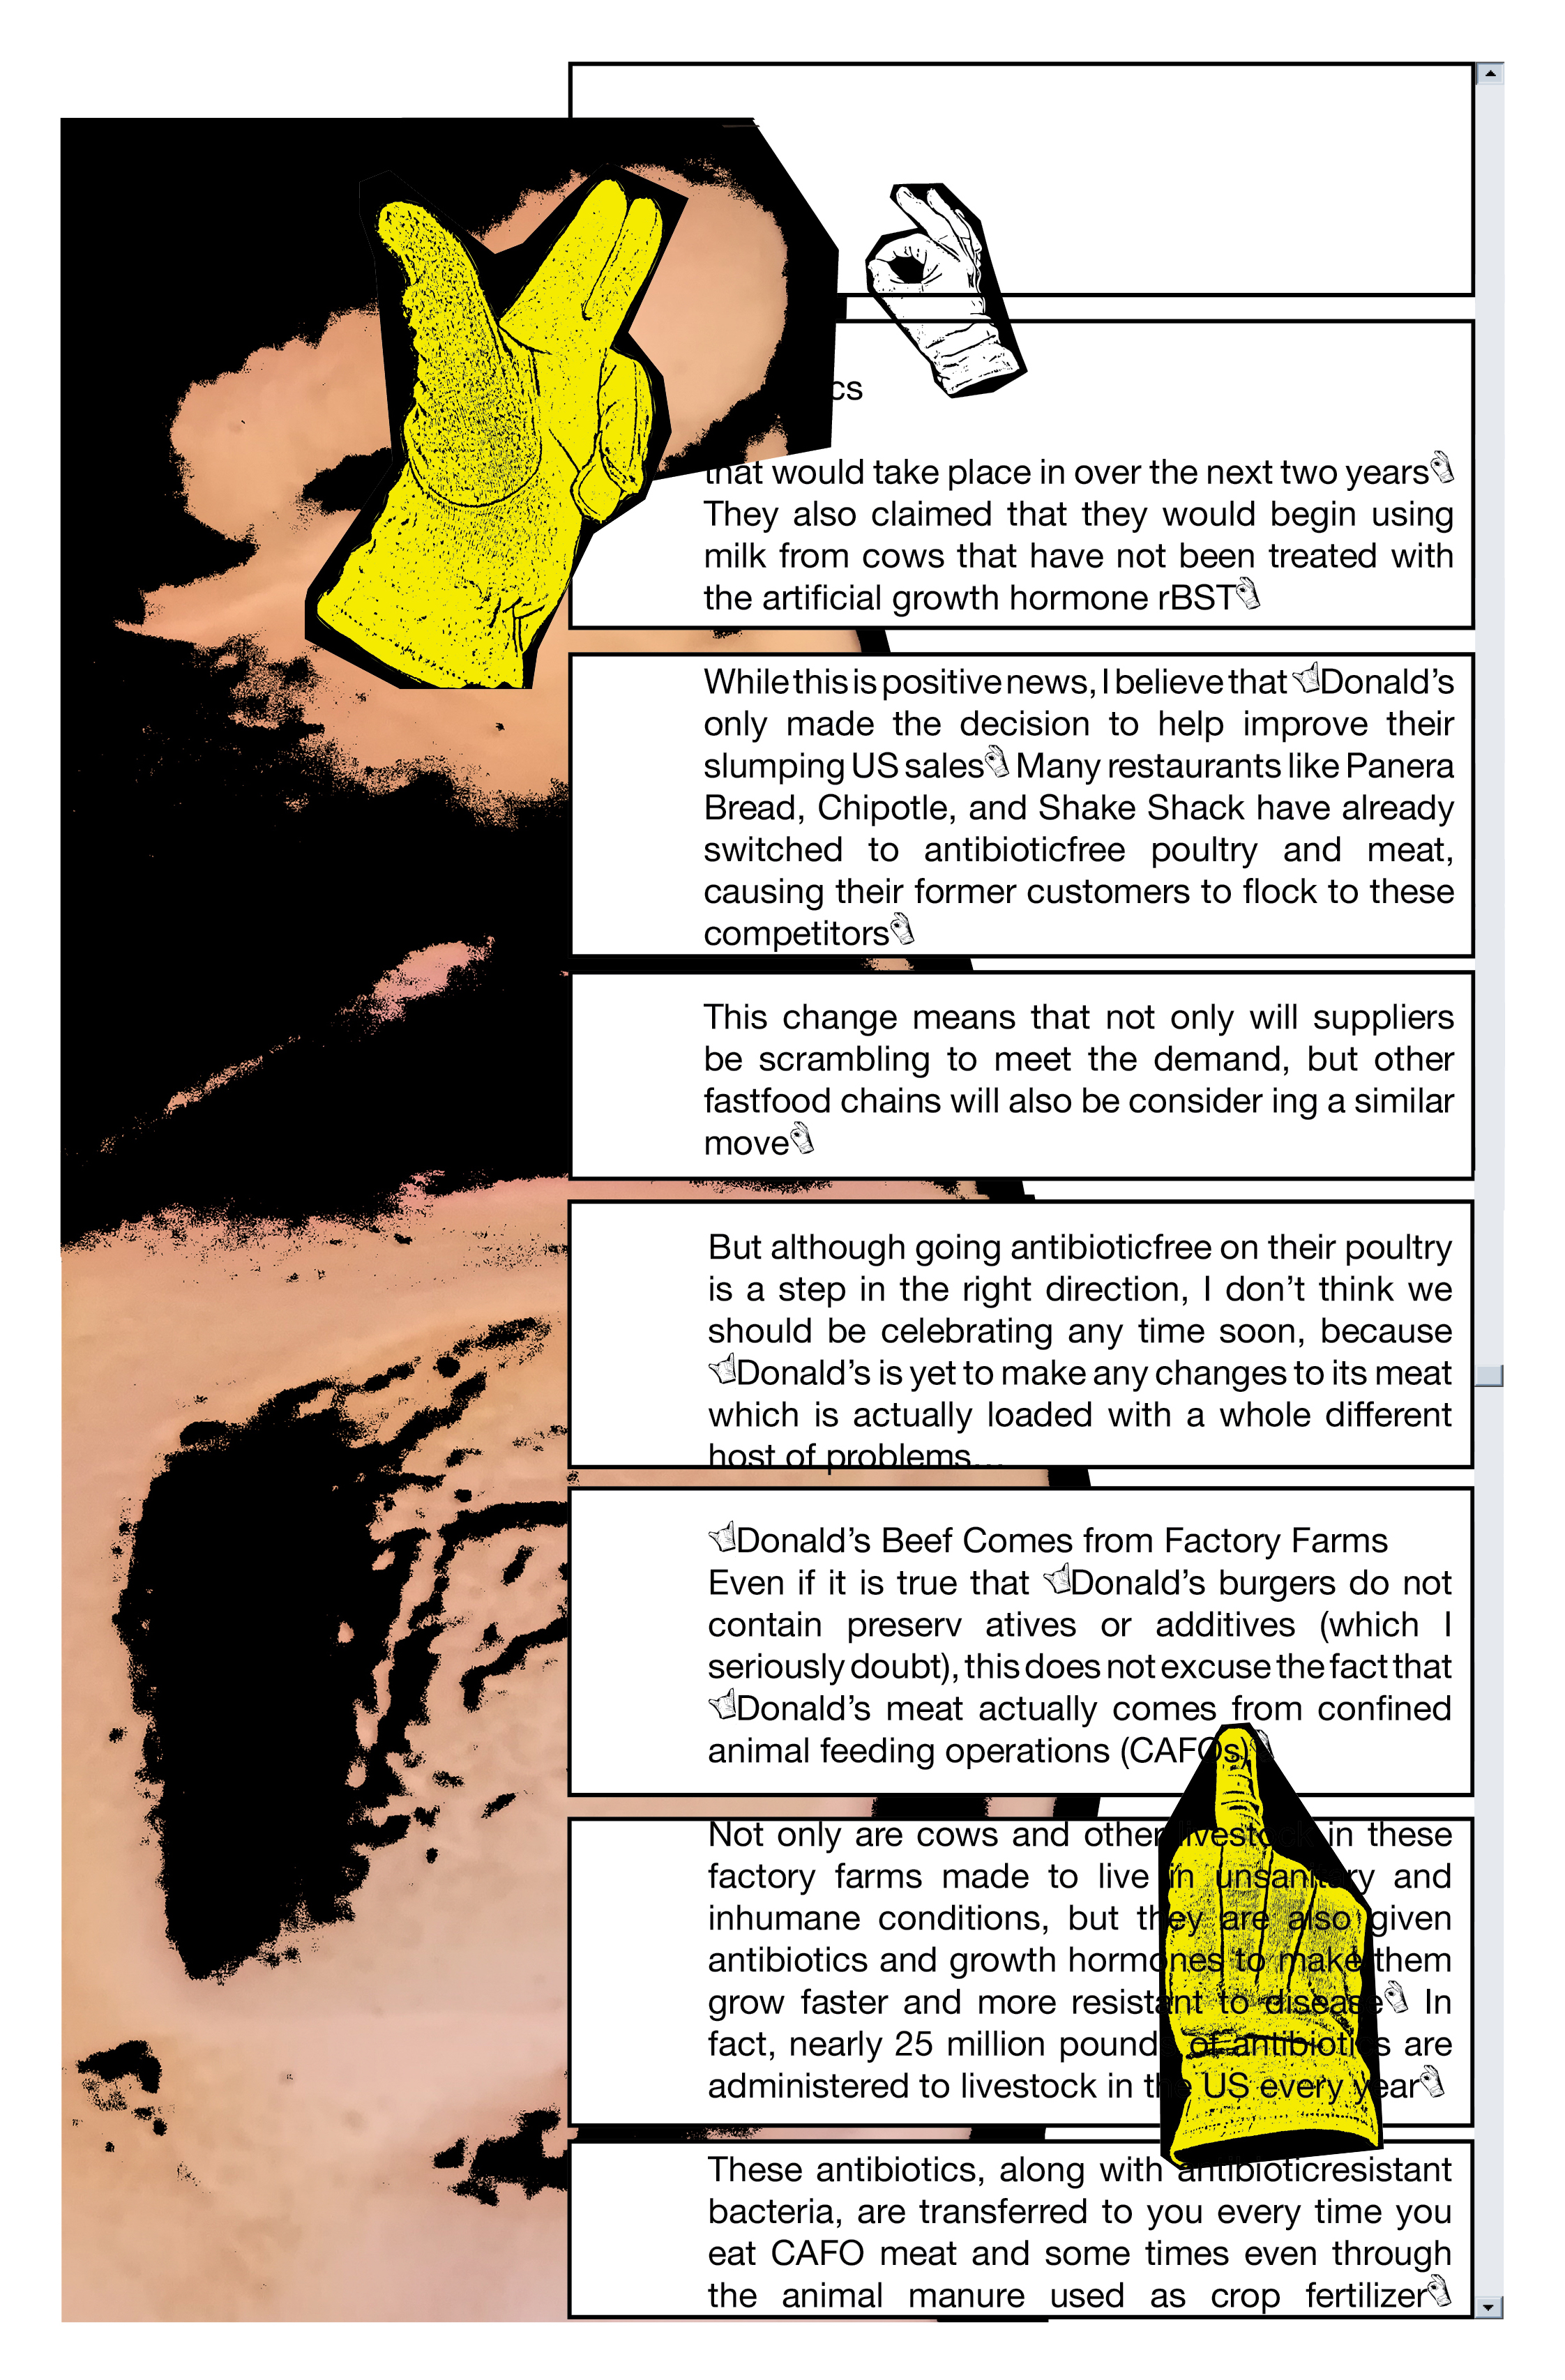 cs
that would take place in over the next two years
They also claimed that they would begin using
milk from cows that have not been treated with
the artificial growth hormone rBST
While this is positive news, I believe that Donald’s
only made the decision to help improve their
slumping US sales Many restaurants like Panera
Bread, Chipotle, and Shake Shack have already
switched to antibioticfree poultry and meat,
causing their former customers to flock to these
competitors
This change means that not only will suppliers
be scrambling to meet the demand, but other
fastfood chains will also be consider ing a similar
move
But although going antibioticfree on their poultry
is a step in the right direction, I don’t think we
should be celebrating any time soon, because
Donald’s is yet to make any changes to its meat
which is actually loaded with a whole different
host of problems...
Donald’s Beef Comes from Factory Farms
Even if it is true that Donald’s burgers do not
contain preserv atives or additives (which I
seriously doubt), this does not excuse the fact that
Donald’s meat actually comes from confined
animal feeding operations (CAFOs)
Not only are cows and other livestock in these
factory farms made to live in unsanitary and
inhumane conditions, but they are also given
antibiotics and growth hormones to make them
grow faster and more resistant to disease In
fact, nearly 25 million pounds of antibiotics are
administered to livestock in the US every year
These antibiotics, along with antibioticresistant
bacteria, are transferred to you every time you
eat CAFO meat and some times even through
the animal manure used as crop fertilizer